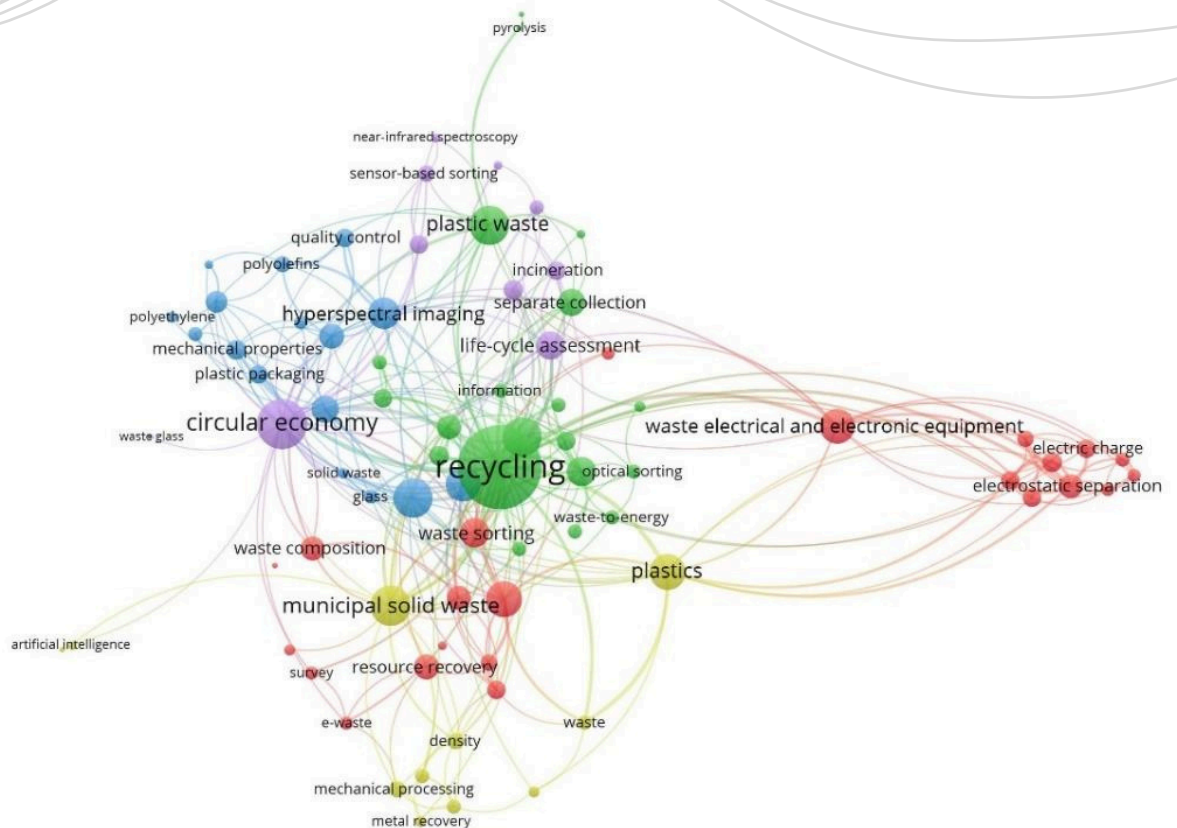 pyrolysis
near-infrared spectroscopy
sensor-based sorting
plastic waste
quality control
polyolefins
incineration
separate collection
hyperspectral imaging
polyethylene
life-cycle assessment
mechanical properties
plastic packaging
information
circular economy
waste electrical and electronic equipment
waste glass
electric charge
recycling
solid waste
optical sorting
electrostatic separation
glass
waste-to-energy
waste sorting
waste composition
plastics
municipal solid waste
artificial intelligence
resource recovery
survey
e-waste
waste
density
mechanical processing
metal recovery